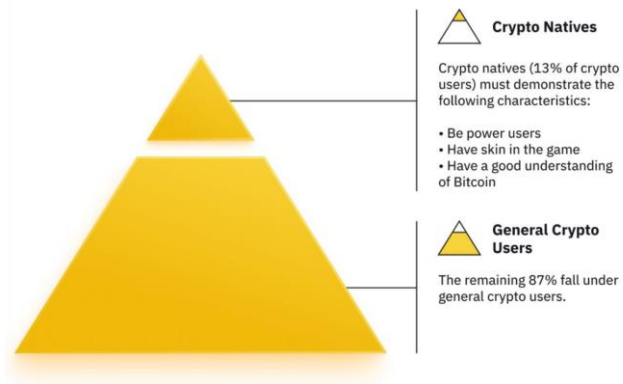 Crypto Natives
Crypto natives (13% of crypto
users) must demonstrate the
following characteristics:
• Be power users
• Have skin in the game
• Have a good understanding
of Bitcoin
General Crypto
Users
The remaining 87% fall under
general crypto users.